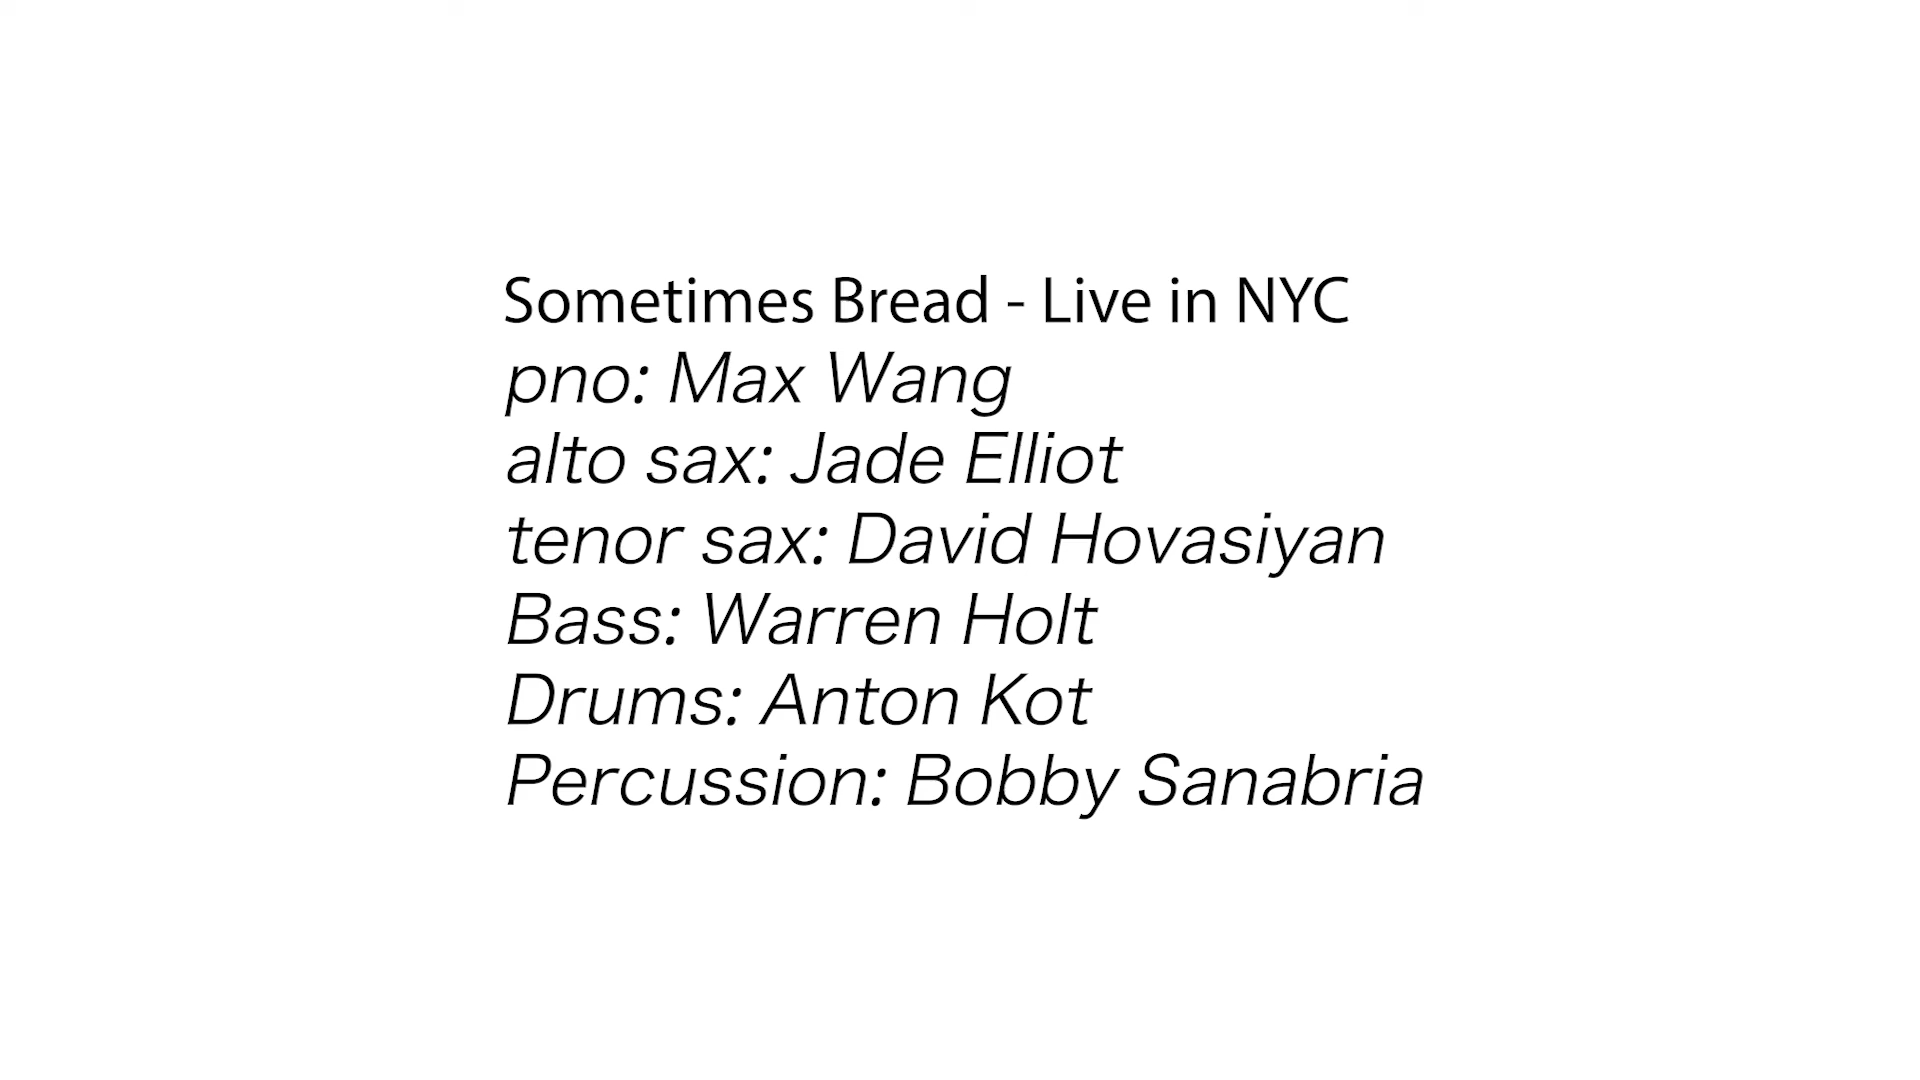 Sometimes Bread - Live in NYC
pno: Max Wang
alto sax: Jade Elliot
tenor sax: David Hovasiyan
Bass: Warren Holt
Drums: Anton Kot
Percussion: Bobby Sanabria